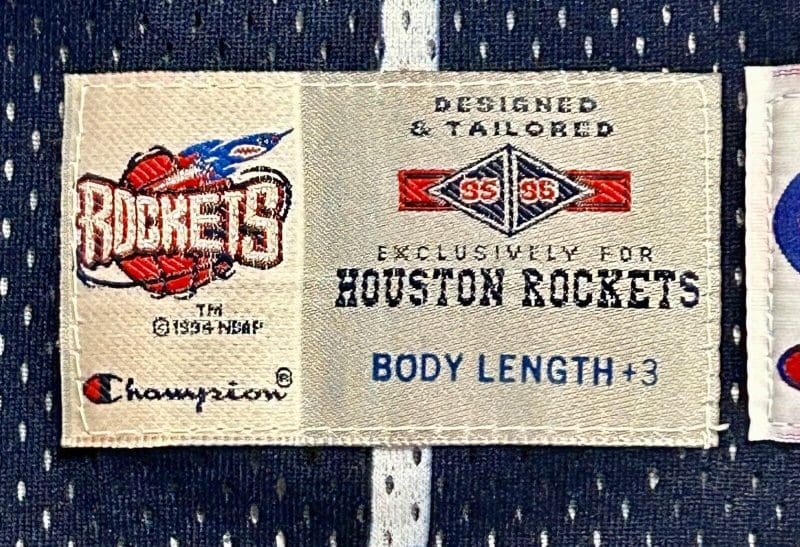 ROCKETS
TM
©1994 NBAP
Champion®
DESIGNED
& TAILORED
95 96
EXCLUSIVELY FOR
HOUSTON ROCKETS
BODY LENGTH +3